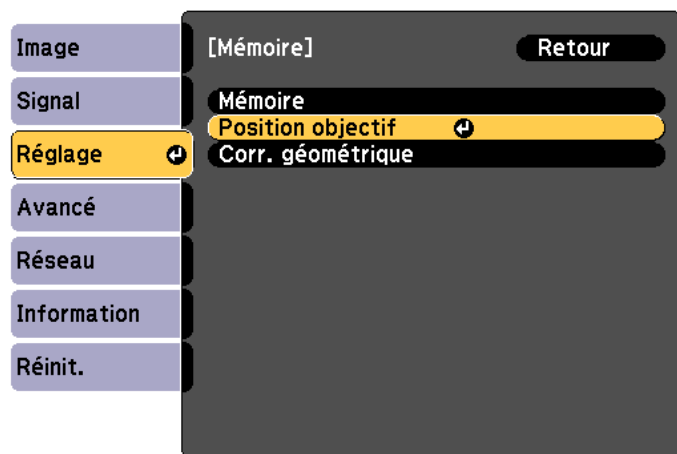 Image
Signal
Réglage
Avancé
Réseau
Information
Réinit.
[Mémoire]
Retour
Mémoire
Position objectif
Corr. géométrique